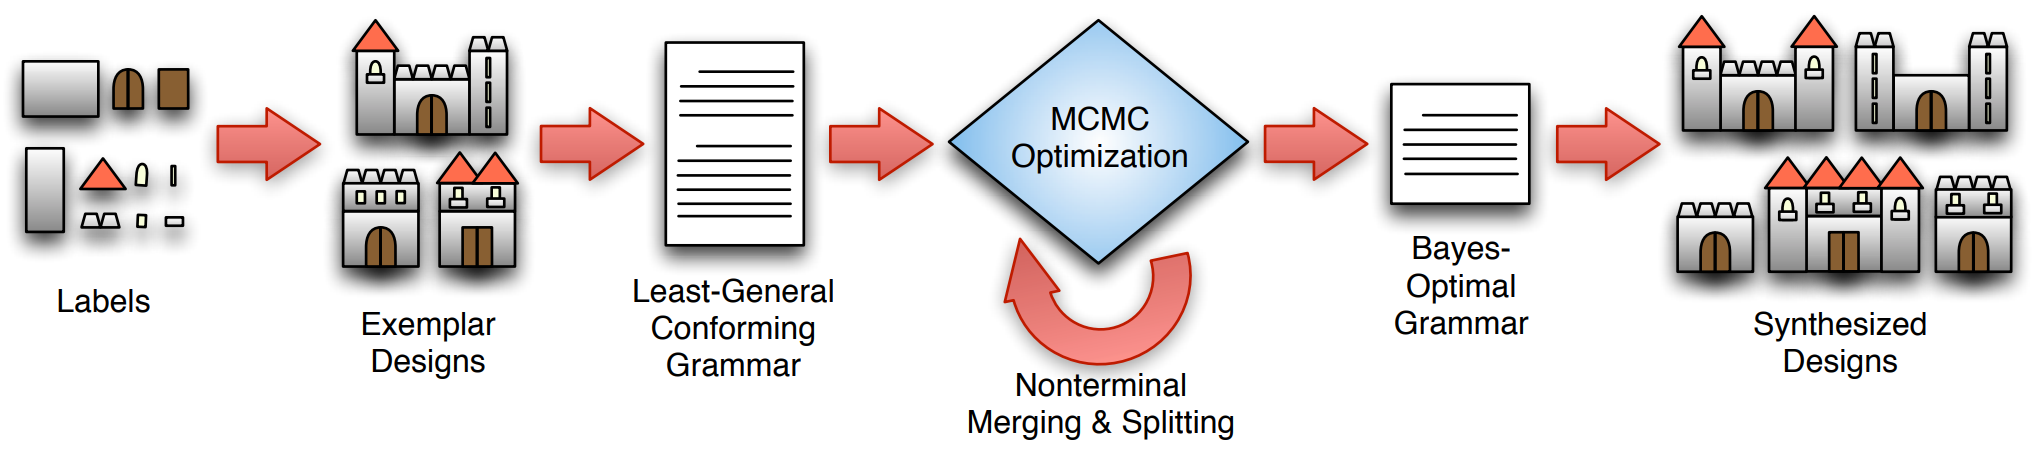 Labels
Exemplar
Designs
Least-General
Conforming
Grammar
MCMC
Optimization
Nonterminal
Merging & Splitting
Bayes-
Optimal
Grammar
Synthesized
Designs